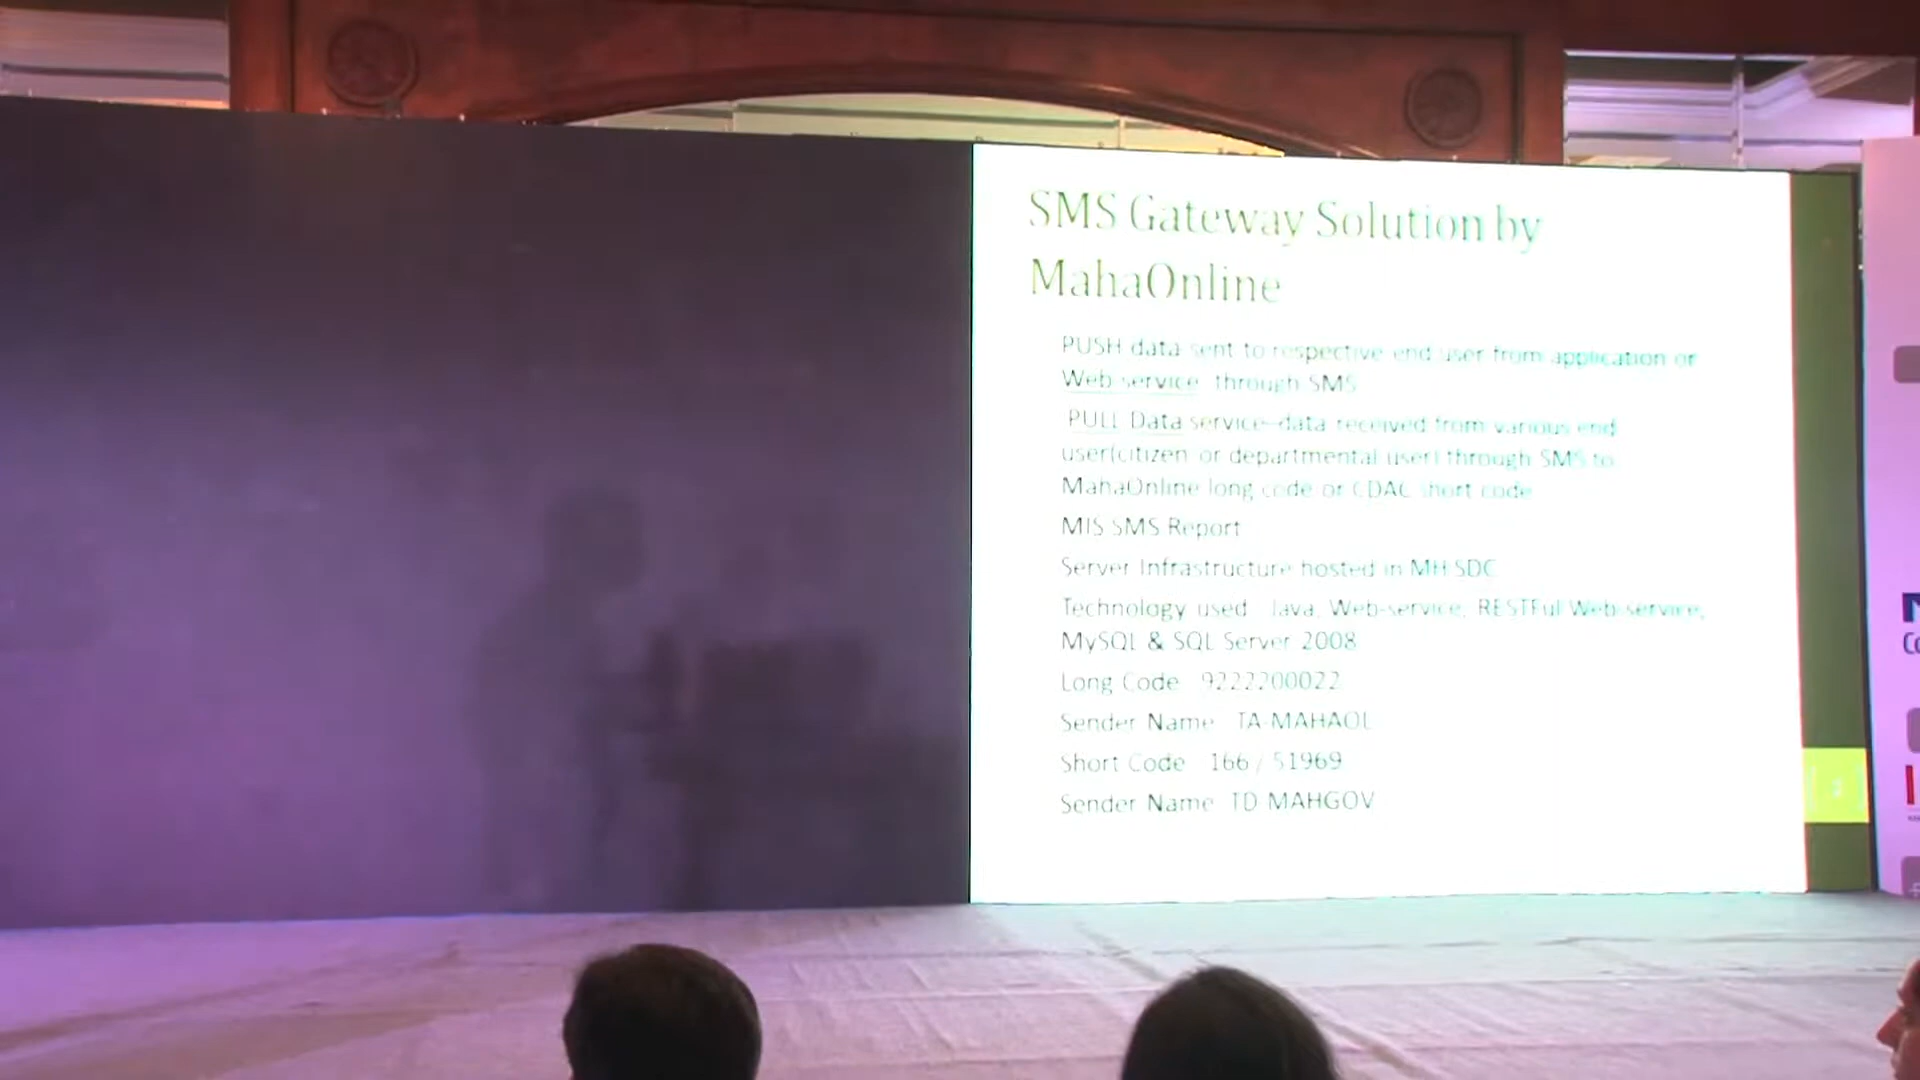 SMS Gateway Solution by
MahaOnline
PUSH data sent to respective end user from application or
Web-service through SMS
PULL Data service-data received from various end
user(citizen or departmental user) through SMS to
MahaOnline long code or CDAC short code
MIS SMS Report
Server Infrastructure hosted in MH SDC
Technology used Java, Web-service, RESTFul Web-service,
MySQL & SQL Server 2008
Long Code 9222200022
Sender Name TA-MAHAOL
Short Code 166 / 51969
Sender Name TD-MAHGOV